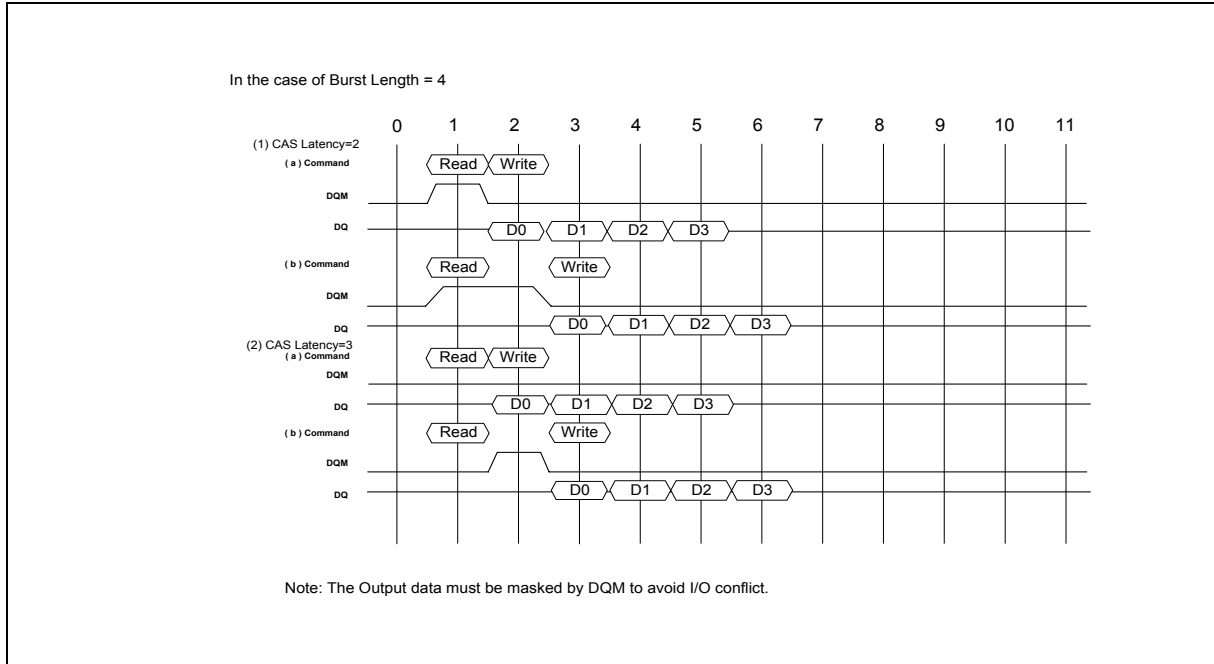 In the case of Burst Length = 4
0 1 2 3 4 5 6 7 8 9 10 11
(1) CAS Latency=2
( a ) Command Read Write
DQM
DQ D0 D1 D2 D3
( b ) Command Read Write
DQM
DQ D0 D1 D2 D3
(2) CAS Latency=3
( a ) Command Read Write
DQM
DQ D0 D1 D2 D3
( b ) Command Read Write
DQM
DQ D0 D1 D2 D3
Note: The Output data must be masked by DQM to avoid I/O conflict.